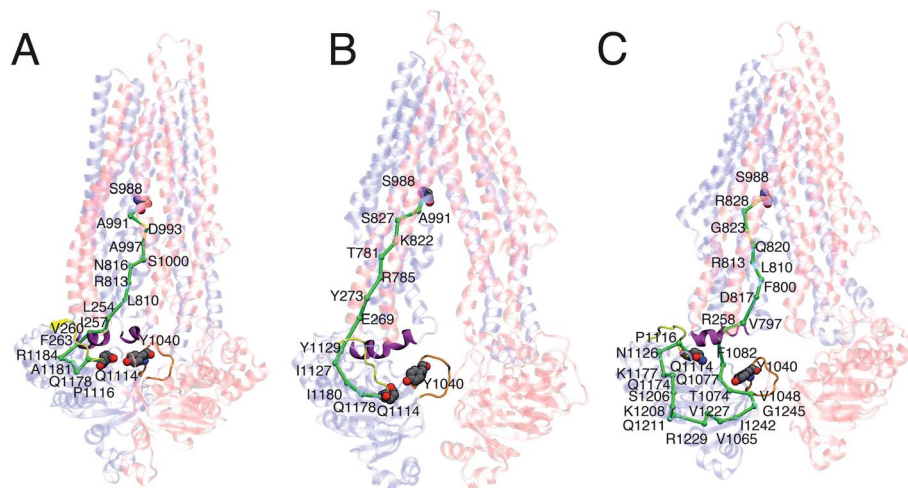 A
S988
A991
D993
A997
N816
S1000
R813
L254
L810
I257
V260
F263
Y1040
R1184
A1181
Q1178
Q1114
P1116
B
S988
S827
A991
K822
T781
R785
Y273
E269
Y1129
I1127
Y1040
I1180
Q1178
Q1114
C
S988
R828
G823
Q820
R813
L810
F800
D817
R258
V797
P1116
N1126
F1082
Q1114
Y1040
K1177
Q1077
Q1174
T1074
V1048
S1206
G1245
K1208
V1227
I1242
Q1211
R1229
V1065